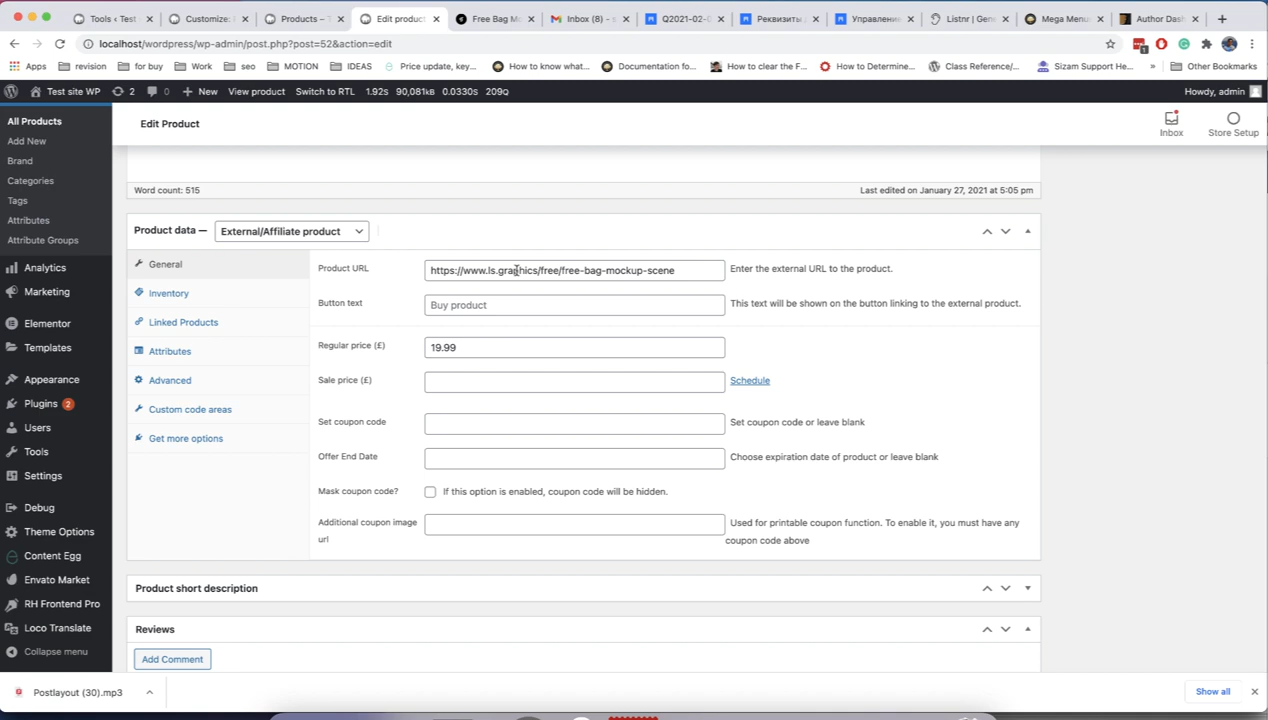 Tools ‹ Test
Customize:
Products –
Edit product
Free Bag Mo
Inbox (8) –
Q2021-02-
Реквизиты
Управление
Listnr | Gene
Mega Menu
Author Dash
localhost/wordpress/wp-admin/post.php?post=52&action=edit
Apps
revision
for buy
Work
seo
MOTION
IDEAS
Price update, key...
How to know what...
Documentation fo...
How to clear the F...
How to Determine...
Class Reference/...
Sizam Support He...
»
Other Bookmarks
Test site WP
2
0
New
View product
Switch to RTL
1.92s
90,081kB
0.0330s
209Q
Howdy, admin
All Products
Add New
Brand
Categories
Tags
Attributes
Attribute Groups
Analytics
Marketing
Elementor
Templates
Appearance
Plugins 2
Users
Tools
Settings
Debug
Theme Options
Content Egg
Envato Market
RH Frontend Pro
Loco Translate
Collapse menu
Edit Product
Inbox
Store Setup
Word count: 515
Last edited on January 27, 2021 at 5:05 pm
Product data —
External/Affiliate product
General
Inventory
Linked Products
Attributes
Advanced
Custom code areas
Get more options
Product URL
https://www.ls.graphics/free/free-bag-mockup-scene
Enter the external URL to the product.
Button text
Buy product
This text will be shown on the button linking to the external product.
Regular price (£)
19.99
Sale price (£)
Schedule
Set coupon code
Set coupon code or leave blank
Offer End Date
Choose expiration date of product or leave blank
Mask coupon code?
If this option is enabled, coupon code will be hidden.
Additional coupon image
url
Used for printable coupon function. To enable it, you must have any
coupon code above
Product short description
Reviews
Add Comment
Postlayout (30).mp3
Show all